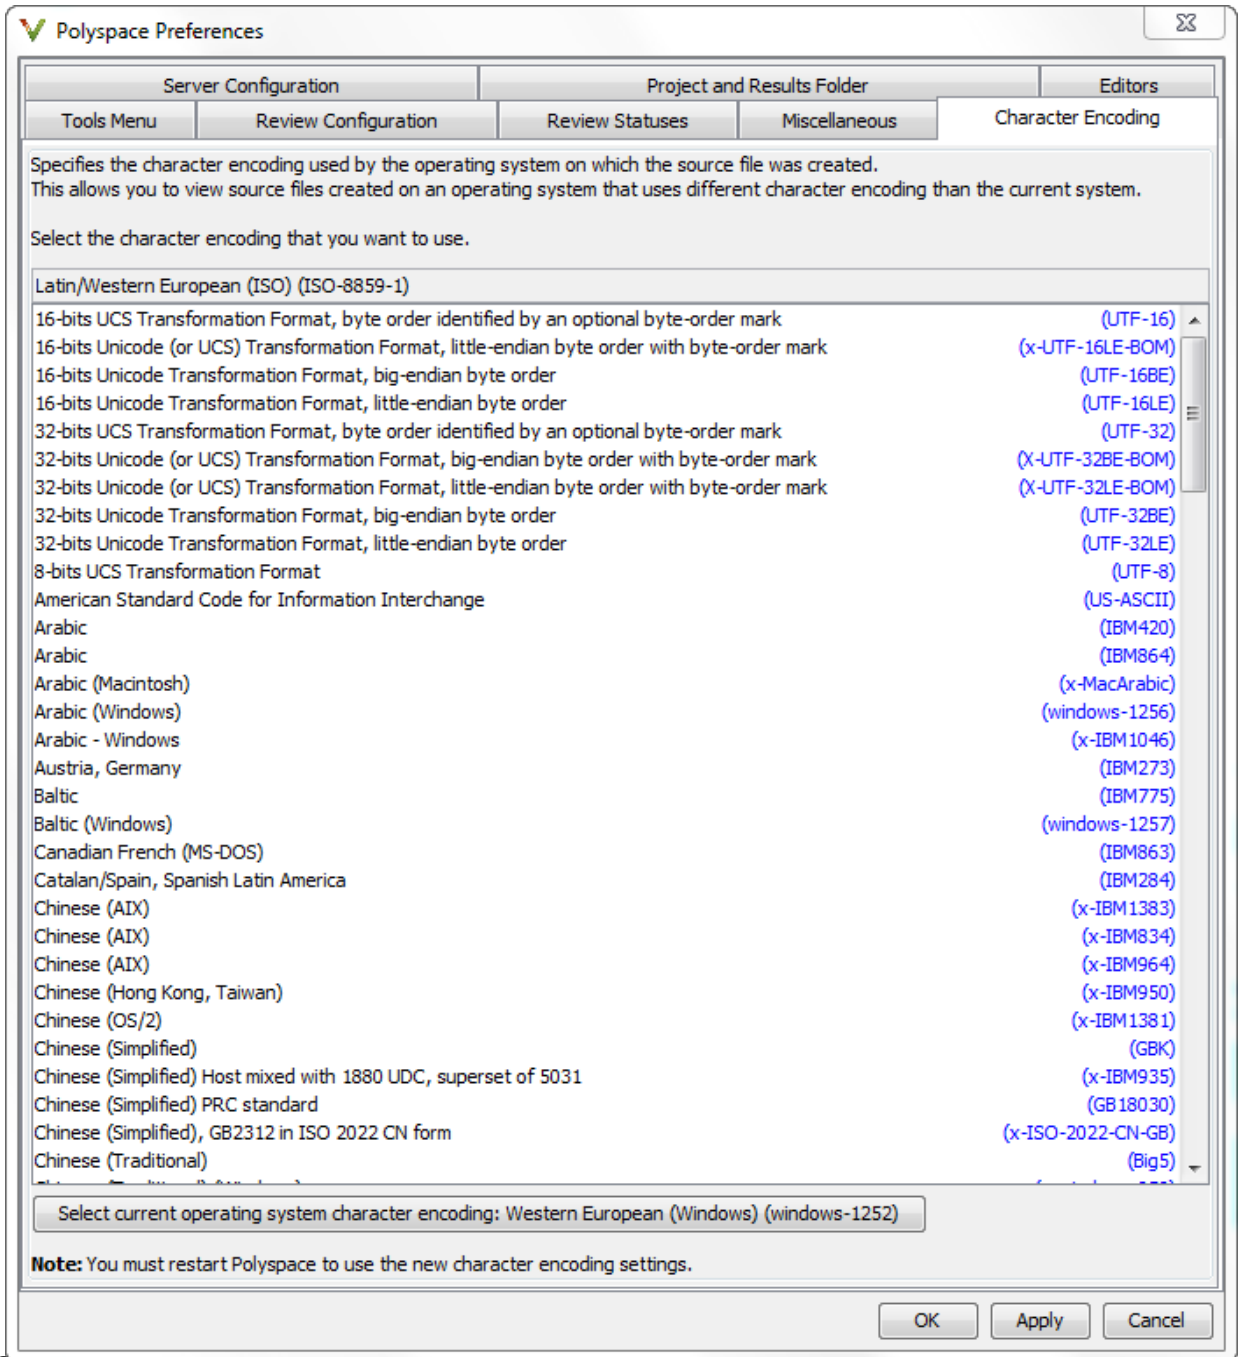 Polyspace Preferences
Server Configuration Project and Results Folder Editors
Tools Menu Review Configuration Review Statuses Miscellaneous Character Encoding
Specifies the character encoding used by the operating system on which the source file was created.
This allows you to view source files created on an operating system that uses different character encoding than the current system.
Select the character encoding that you want to use.
Latin/Western European (ISO) (ISO-8859-1)
16-bits UCS Transformation Format, byte order identified by an optional byte-order mark (UTF-16)
16-bits Unicode (or UCS) Transformation Format, little-endian byte order with byte-order mark (x-UTF-16LE-BOM)
16-bits Unicode Transformation Format, big-endian byte order (UTF-16BE)
16-bits Unicode Transformation Format, little-endian byte order (UTF-16LE)
32-bits UCS Transformation Format, byte order identified by an optional byte-order mark (UTF-32)
32-bits Unicode (or UCS) Transformation Format, big-endian byte order with byte-order mark (X-UTF-32BE-BOM)
32-bits Unicode (or UCS) Transformation Format, little-endian byte order with byte-order mark (X-UTF-32LE-BOM)
32-bits Unicode Transformation Format, big-endian byte order (UTF-32BE)
32-bits Unicode Transformation Format, little-endian byte order (UTF-32LE)
8-bits UCS Transformation Format (UTF-8)
American Standard Code for Information Interchange (US-ASCII)
Arabic (IBM420)
Arabic (IBM864)
Arabic (Macintosh) (x-MacArabic)
Arabic (Windows) (windows-1256)
Arabic - Windows (x-IBM1046)
Austria, Germany (IBM273)
Baltic (IBM775)
Baltic (Windows) (windows-1257)
Canadian French (MS-DOS) (IBM863)
Catalan/Spain, Spanish Latin America (IBM284)
Chinese (AIX) (x-IBM1383)
Chinese (AIX) (x-IBM834)
Chinese (AIX) (x-IBM964)
Chinese (Hong Kong, Taiwan) (x-IBM950)
Chinese (OS/2) (x-IBM1381)
Chinese (Simplified) (GBK)
Chinese (Simplified) Host mixed with 1880 UDC, superset of 5031 (x-IBM935)
Chinese (Simplified) PRC standard (GB18030)
Chinese (Simplified), GB2312 in ISO 2022 CN form (x-ISO-2022-CN-GB)
Chinese (Traditional) (Big5)
Select current operating system character encoding: Western European (Windows) (windows-1252)
Note: You must restart Polyspace to use the new character encoding settings.
OK Apply Cancel